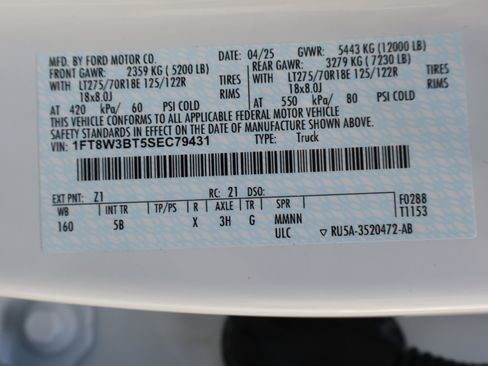 MFD. BY FORD MOTOR CO. DATE: 04/25 GVWR: 5443 KG (12000 LB)
FRONT GAWR: 2359 KG (5200 LB) REAR GAWR: 3279 KG (7230 LB)
WITH LT275/70R18E 125/122R TIRES WITH LT275/70R18E 125/122R TIRES
18x8.0J RIMS 18x8.0J RIMS
AT 420 kPa/ 60 PSI COLD AT 550 kPa/ 80 PSI COLD
THIS VEHICLE CONFORMS TO ALL APPLICABLE FEDERAL MOTOR VEHICLE
SAFETY STANDARDS IN EFFECT ON THE DATE OF MANUFACTURE SHOWN ABOVE.
VIN: 1FT8W3BT5SEC79431 TYPE: Truck
EXT PNT: Z1 RC: 21 DSO: F0288
WB INT TR TP/PS R AXLE TR SPR T1153
160 5B X 3H G MMNN
ULC ▽ RU5A-3520472-AB